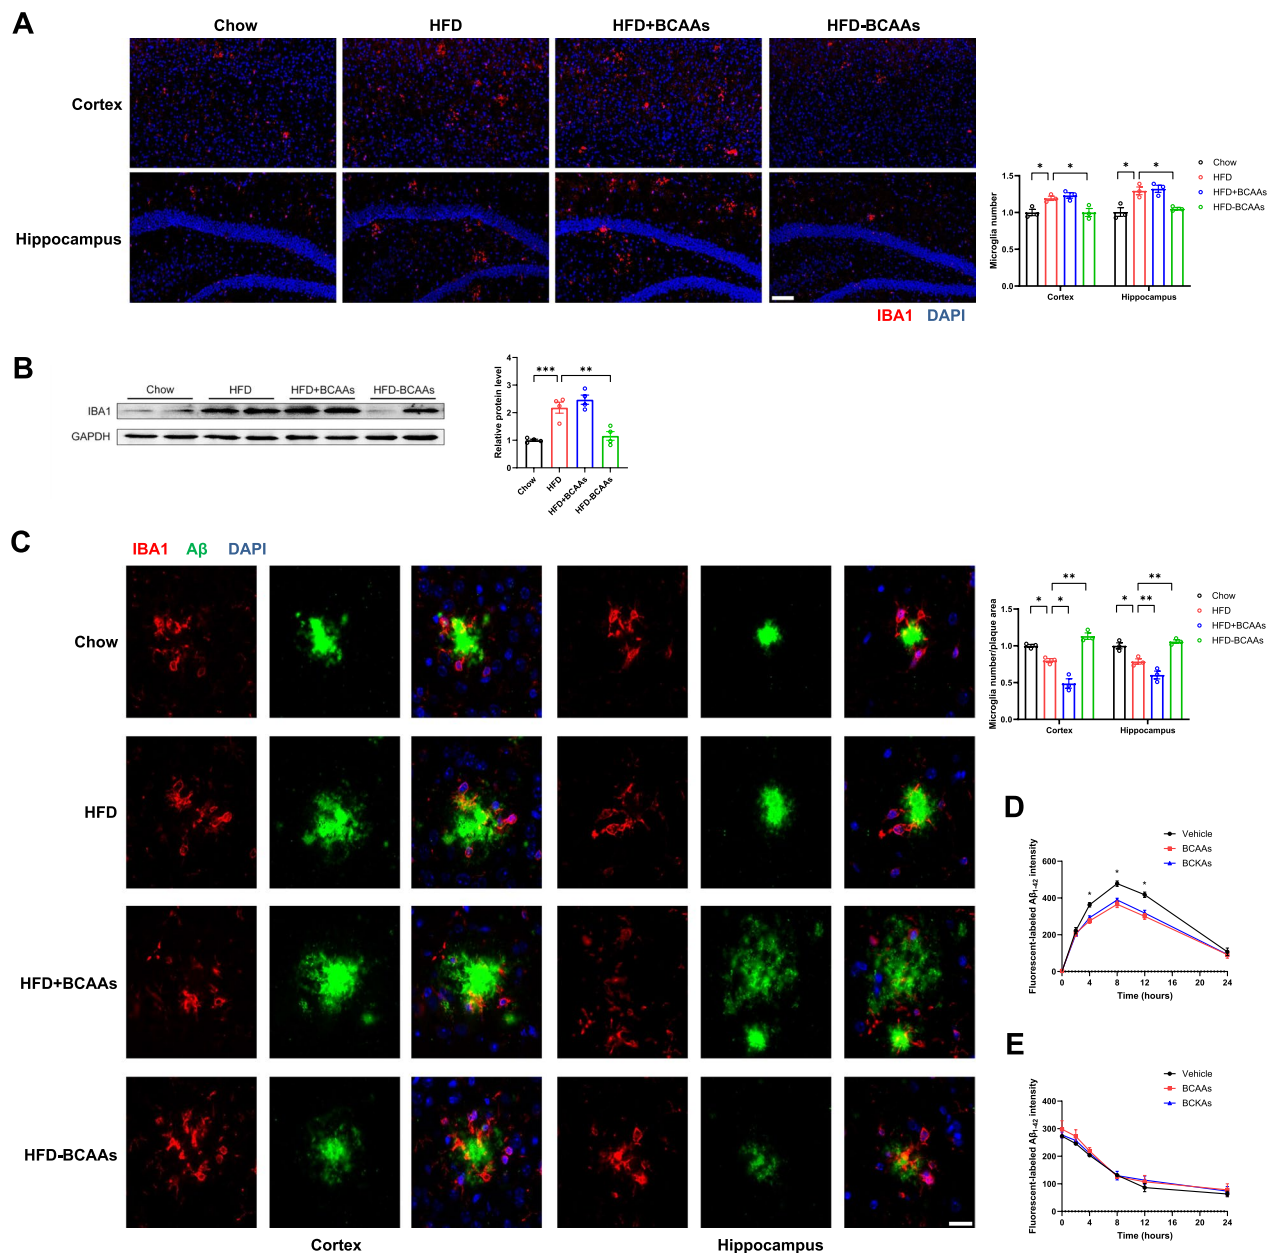 A
Chow HFD HFD+BCAAs HFD-BCAAs
Cortex
Hippocampus
IBA1 DAPI
Microglia number
1.5
1.0
0.5
0.0
* * * *
Cortex Hippocampus
Chow
HFD
HFD+BCAAs
HFD-BCAAs
B
Chow HFD HFD+BCAAs HFD-BCAAs
IBA1
GAPDH
Relative protein level
4
3
2
1
0
*** **
Chow HFD HFD+BCAAs HFD-BCAAs
C
IBA1 Aβ DAPI
Chow
HFD
HFD+BCAAs
HFD-BCAAs
Cortex Hippocampus
Microglia number/plaque area
1.5
1.0
0.5
0.0
** **
* * * **
Cortex Hippocampus
Chow
HFD
HFD+BCAAs
HFD-BCAAs
D
Vehicle
BCAAs
BCKAs
Fluorescent-labeled Aβ1-42 intensity
600
400
200
0
* * *
0 4 8 12 16 20 24
Time (hours)
E
Vehicle
BCAAs
BCKAs
Fluorescent-labeled Aβ1-42 intensity
400
300
200
100
0
0 4 8 12 16 20 24
Time (hours)